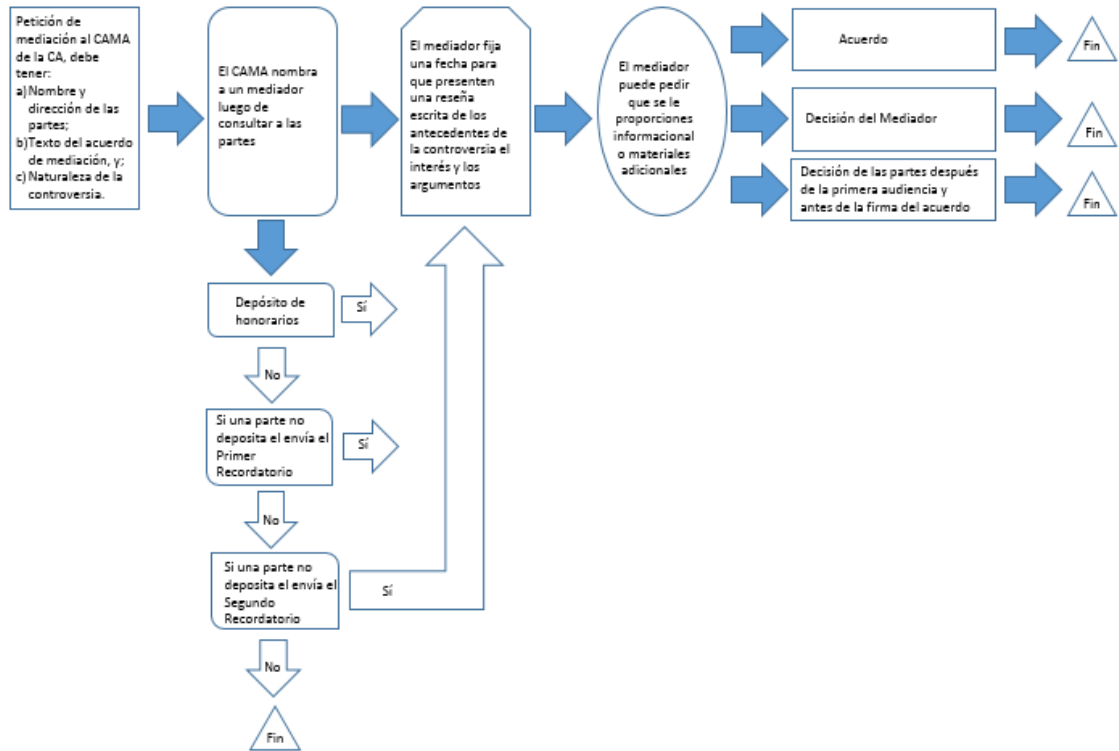 Petición de
mediación al CAMA
de la CA, debe
tener:
a) Nombre y
dirección de las
partes;
b) Texto del acuerdo
de mediación, y;
c) Naturaleza de la
controversia.
El CAMA nombra
a un mediador
luego de
consultar a las
partes
El mediador fija
una fecha para
que presenten
una reseña
escrita de los
antecedentes de
la controversia el
interés y los
argumentos
El mediador
puede pedir
que se le
proporciones
informacional
o materiales
adicionales
Acuerdo
Fin
Decisión del Mediador
Fin
Decisión de las partes después
de la primera audiencia y
antes de la firma del acuerdo
Fin
Depósito de
honorarios
Sí
No
Si una parte no
deposita el envía el
Primer
Recordatorio
Sí
No
Si una parte no
deposita el envía el
Segundo
Recordatorio
Sí
No
Fin